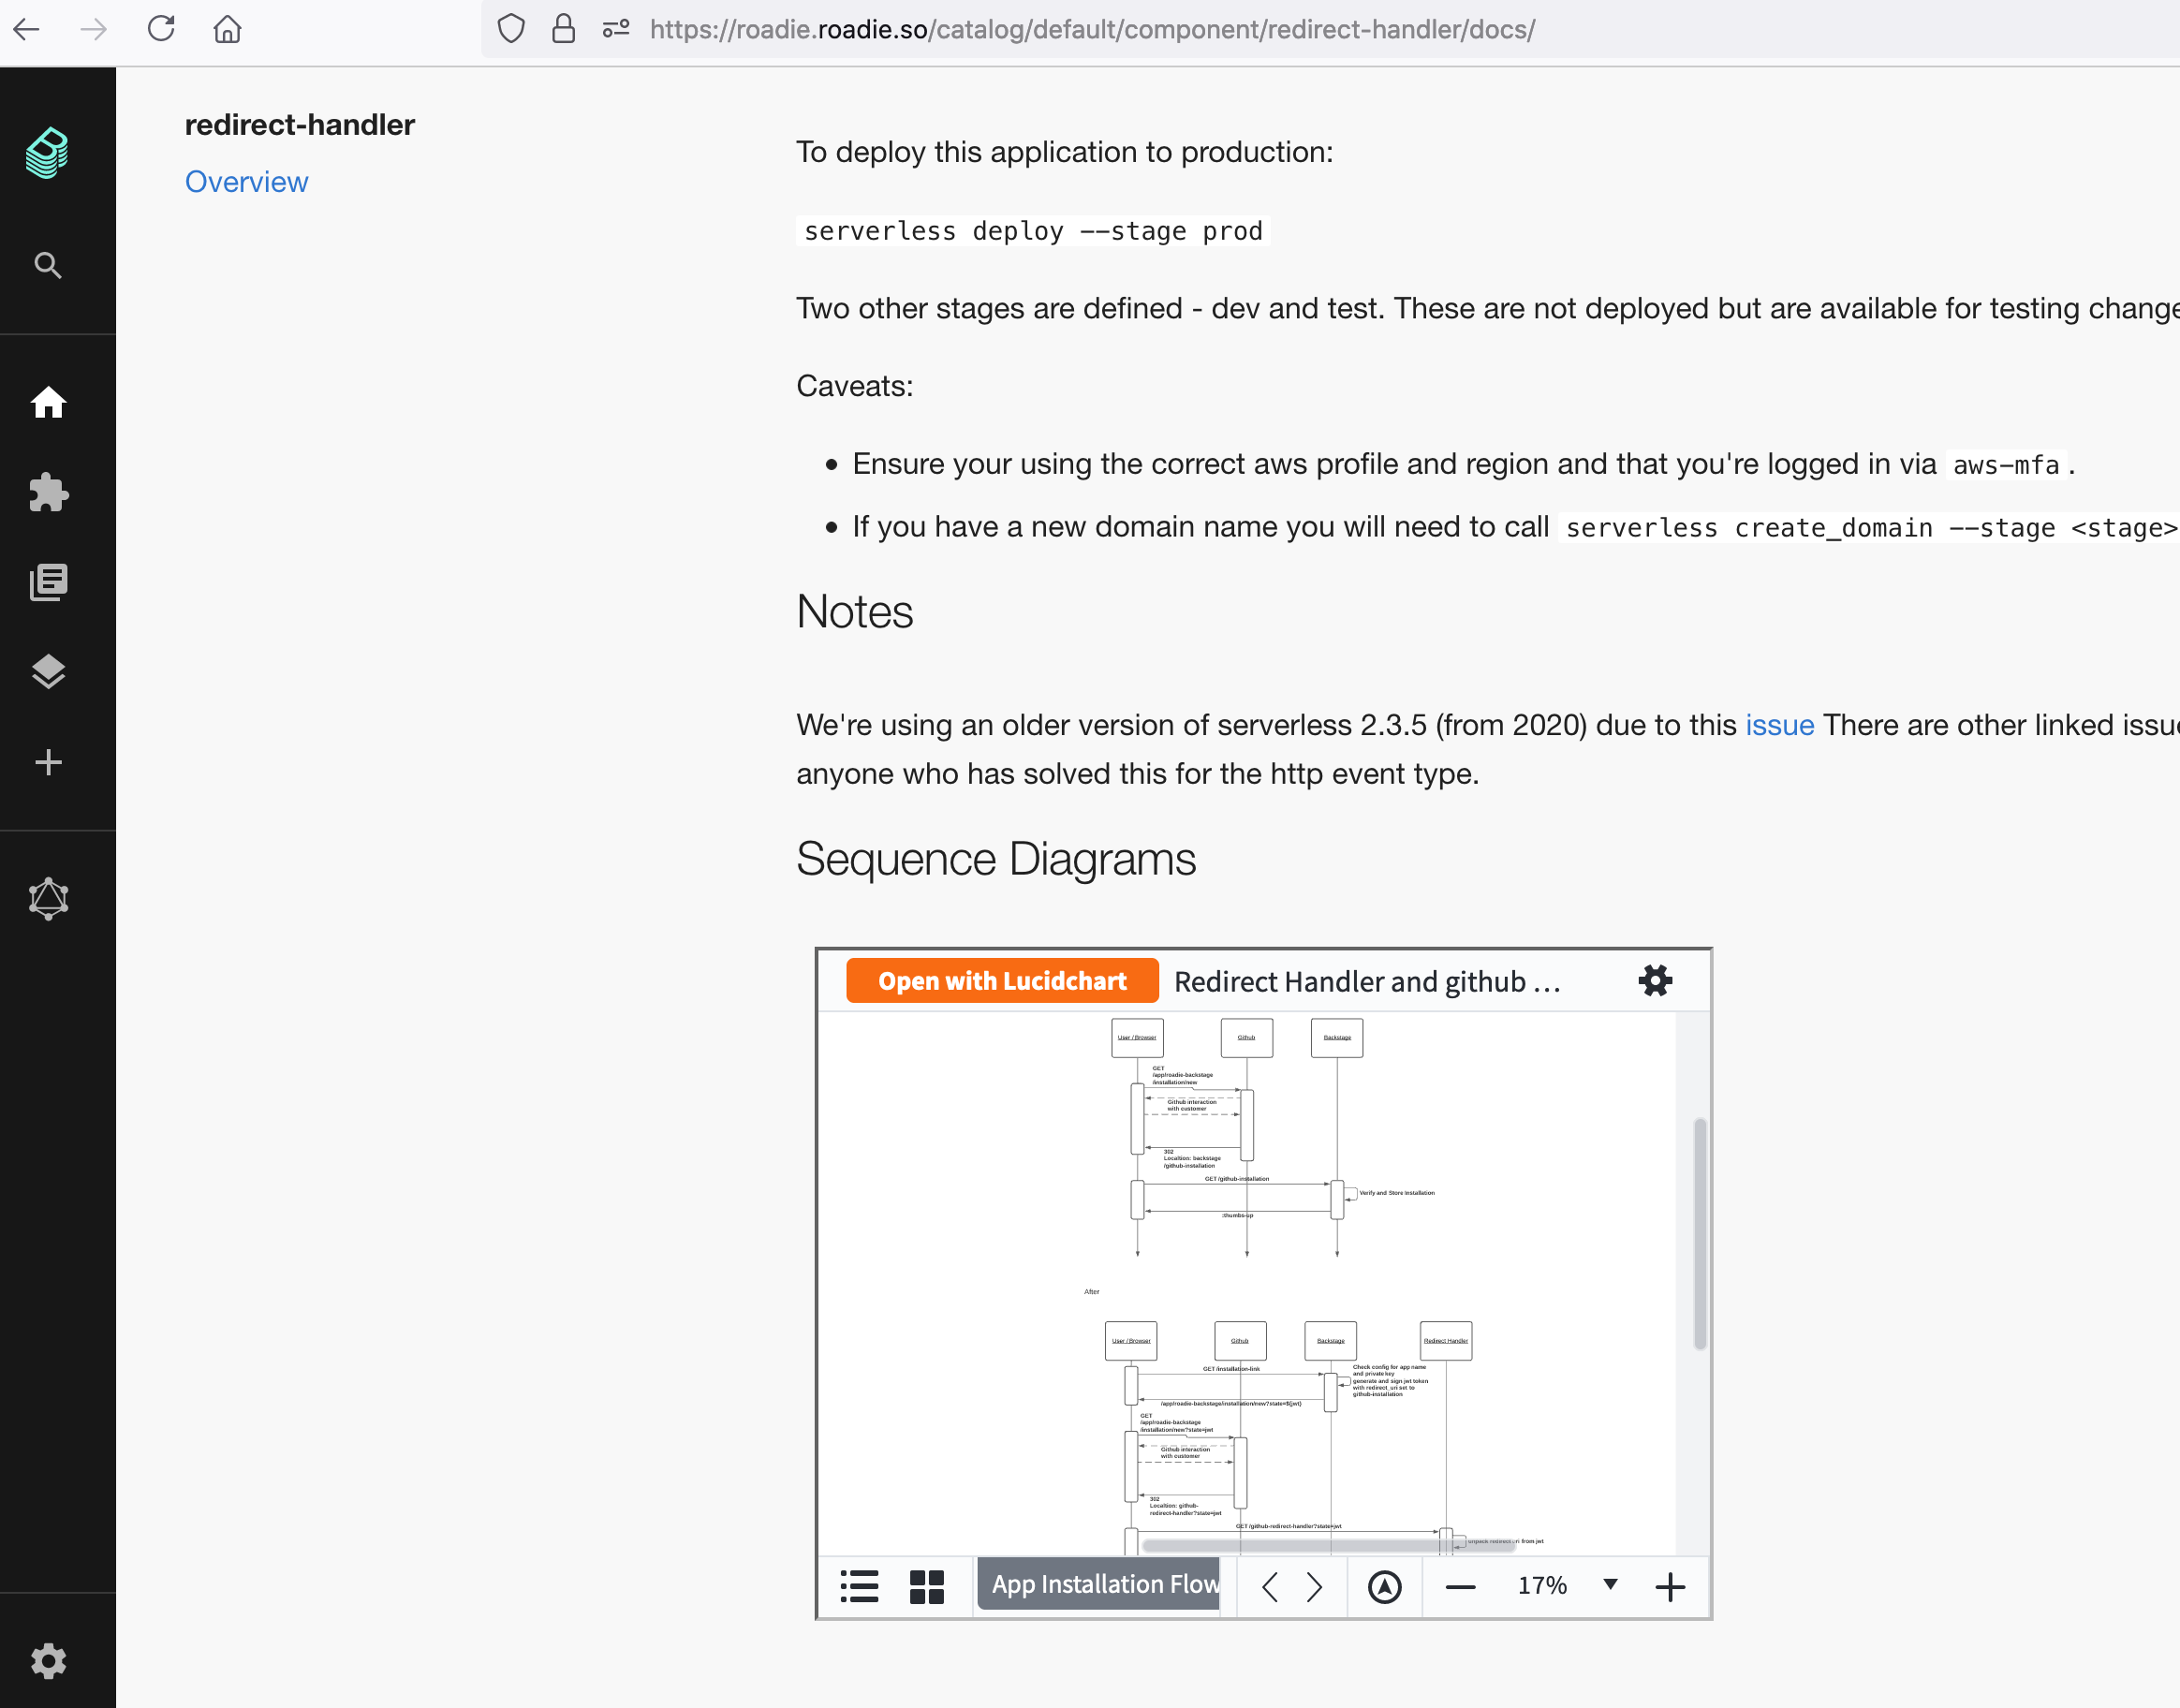 https://roadie.roadie.so/catalog/default/component/redirect-handler/docs/
redirect-handler
Overview
To deploy this application to production:
serverless deploy --stage prod
Two other stages are defined - dev and test. These are not deployed but are available for testing change
Caveats:
Ensure your using the correct aws profile and region and that you're logged in via aws-mfa.
If you have a new domain name you will need to call serverless create_domain --stage <stage>
Notes
We're using an older version of serverless 2.3.5 (from 2020) due to this issue There are other linked issue
anyone who has solved this for the http event type.
Sequence Diagrams
Open with Lucidchart Redirect Handler and github ...
User / Browser Github Backstage
GET
/app/roadie-backstage
/installation/new
Github interaction
with customer
302
Localtion: backstage
/github-installation
GET /github-installation
Verify and Store Installation
:thumbs-up
After
User / Browser Github Backstage Redirect Handler
GET /installation-link
Check config for app name
and private key
generate and sign jwt token
with redirect_uri set to
github-installation
/app/roadie-backstage/installation/new?state=${jwt}
GET
/app/roadie-backstage
/installation/new?state=jwt
Github interaction
with customer
302
Localtion: github-
redirect-handler?state=jwt
GET /github-redirect-handler?state=jwt
unpack redirect_uri from jwt
App Installation Flow 17%